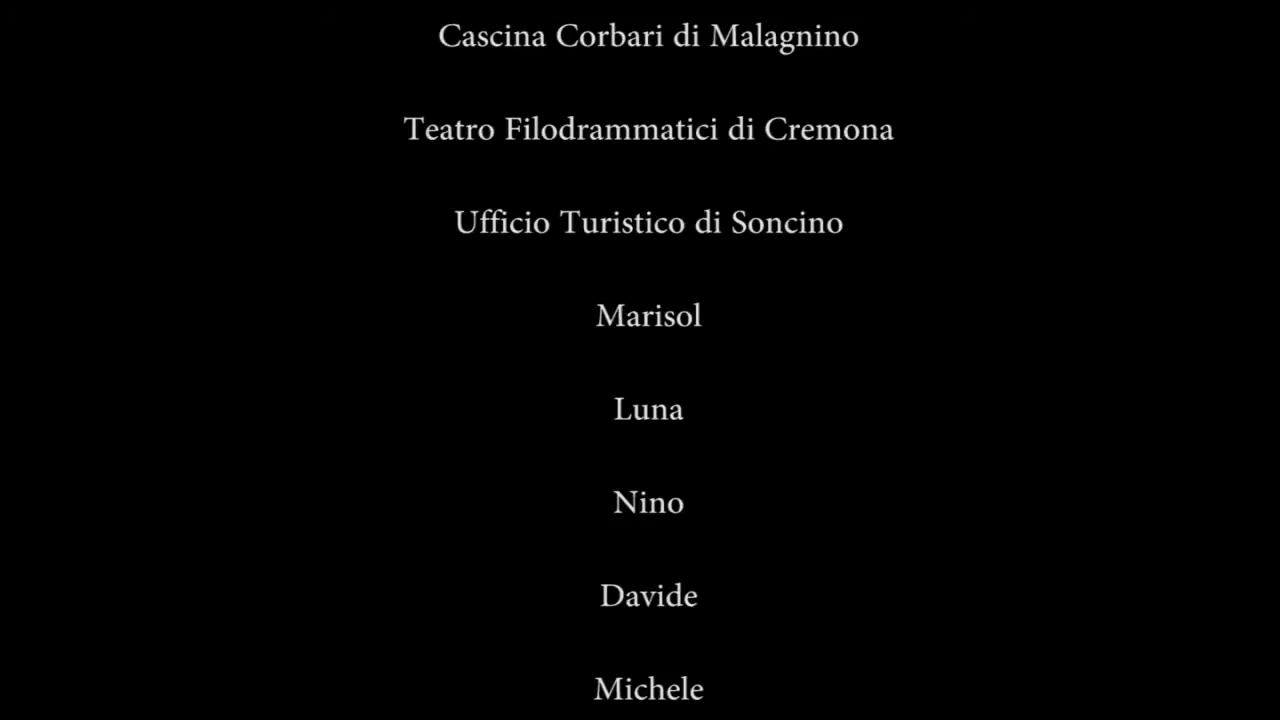 Cascina Corbari di Malagnino
Teatro Filodrammatici di Cremona
Ufficio Turistico di Soncino
Marisol
Luna
Nino
Davide
Michele